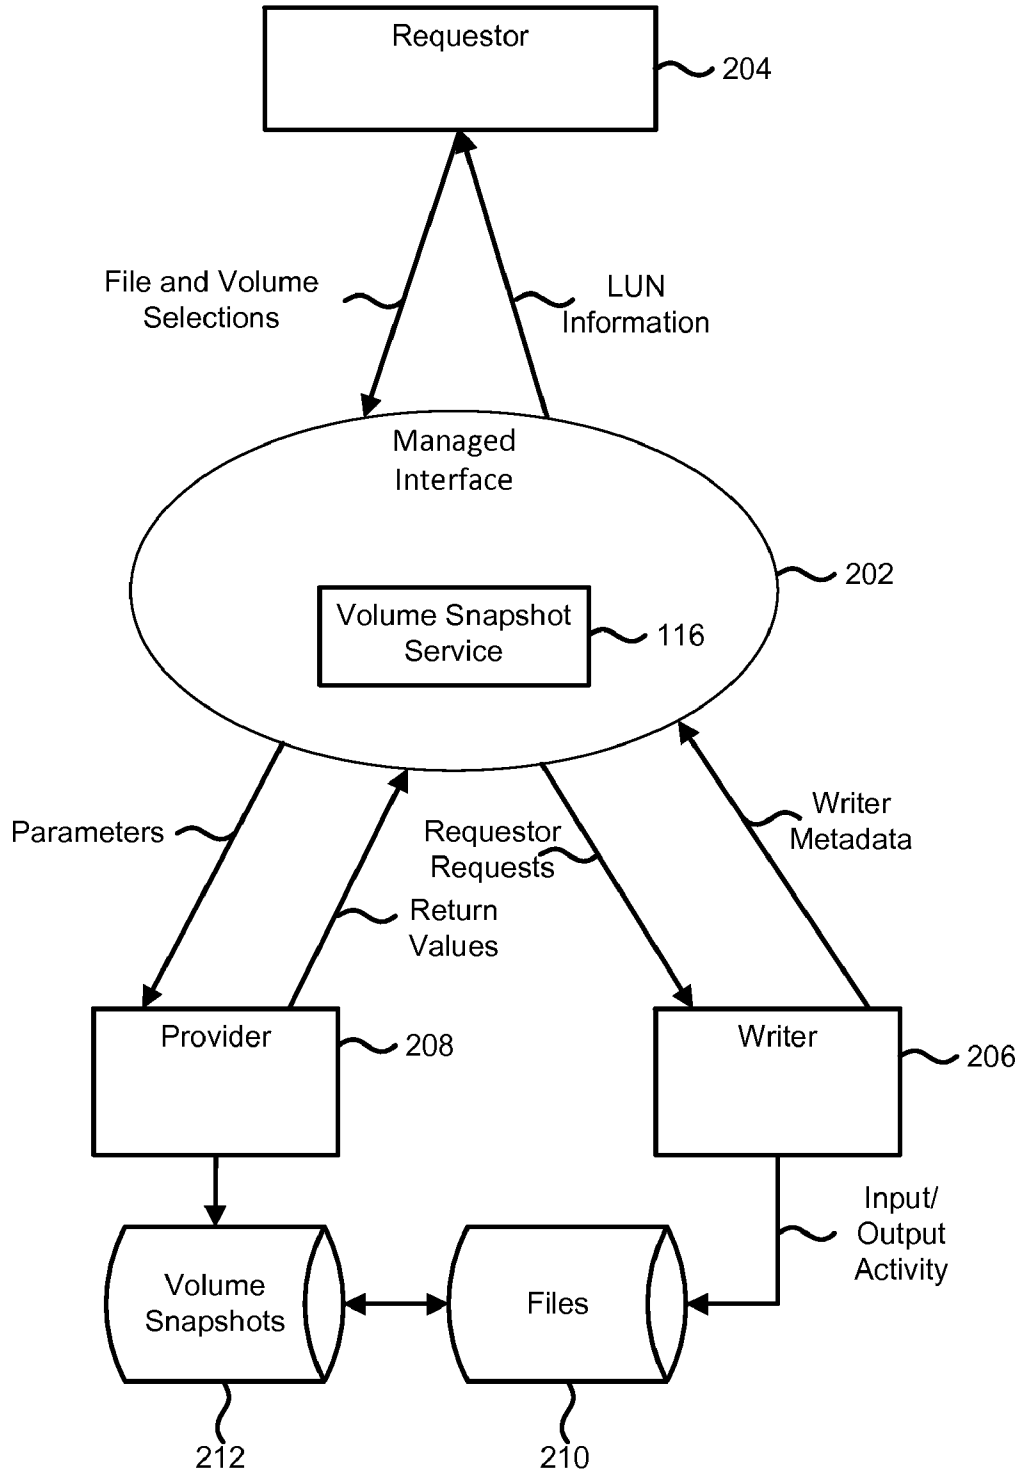 Requestor
204
File and Volume
Selections
LUN
Information
Managed
Interface
202
Volume Snapshot
Service
116
Parameters
Requestor
Requests
Writer
Metadata
Return
Values
Provider
208
Writer
206
Input/
Output
Activity
Volume
Snapshots
Files
212
210